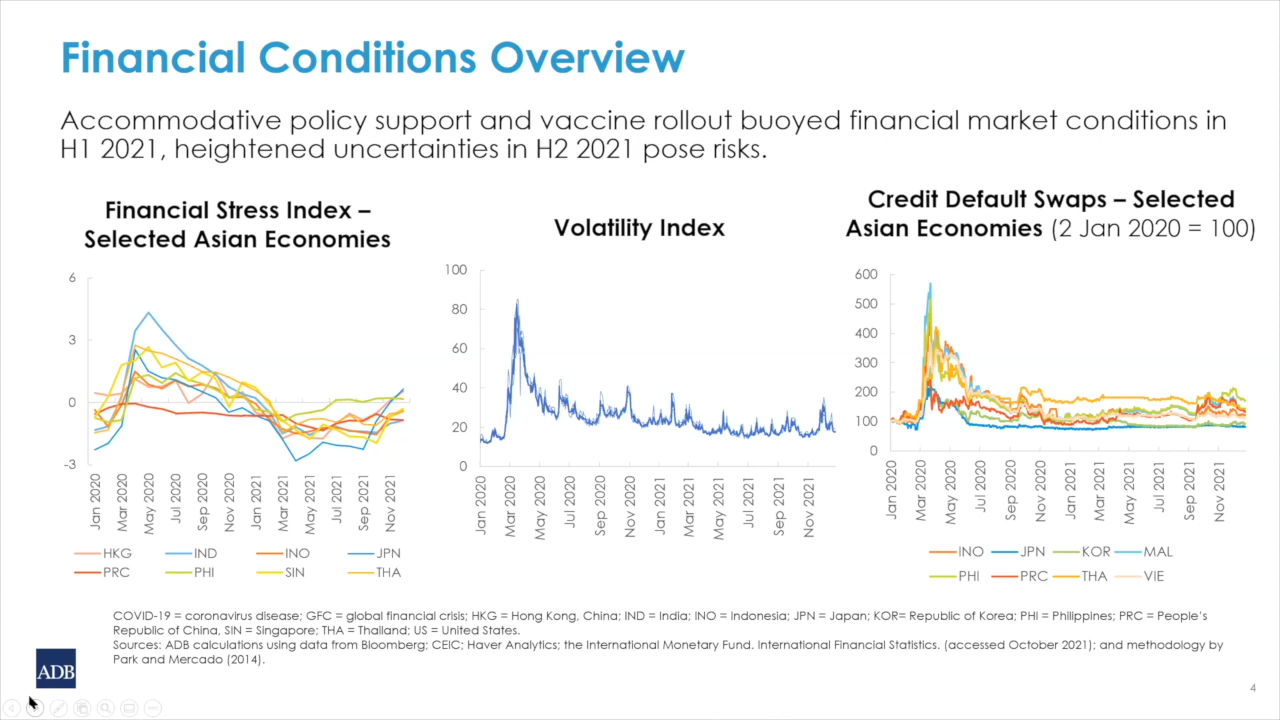 Financial Conditions Overview
Accommodative policy support and vaccine rollout buoyed financial market conditions in
H1 2021, heightened uncertainties in H2 2021 pose risks.
Financial Stress Index –
Selected Asian Economies
6
3
0
-3
Jan 2020
Mar 2020
May 2020
Jul 2020
Sep 2020
Nov 2020
Jan 2021
Mar 2021
May 2021
Jul 2021
Sep 2021
Nov 2021
HKG IND INO JPN
PRC PHI SIN THA
Volatility Index
100
80
60
40
20
0
Jan 2020
Mar 2020
May 2020
Jul 2020
Sep 2020
Nov 2020
Jan 2021
Mar 2021
May 2021
Jul 2021
Sep 2021
Nov 2021
Credit Default Swaps – Selected
Asian Economies (2 Jan 2020 = 100)
600
500
400
300
200
100
0
Jan 2020
Mar 2020
May 2020
Jul 2020
Sep 2020
Nov 2020
Jan 2021
Mar 2021
May 2021
Jul 2021
Sep 2021
Nov 2021
INO JPN KOR MAL
PHI PRC THA VIE
COVID-19 = coronavirus disease; GFC = global financial crisis; HKG = Hong Kong, China; IND = India; INO = Indonesia; JPN = Japan; KOR= Republic of Korea; PHI = Philippines; PRC = People's
Republic of China, SIN = Singapore; THA = Thailand; US = United States.
Sources: ADB calculations using data from Bloomberg; CEIC; Haver Analytics; the International Monetary Fund. International Financial Statistics. (accessed October 2021); and methodology by
Park and Mercado (2014).
ADB
4